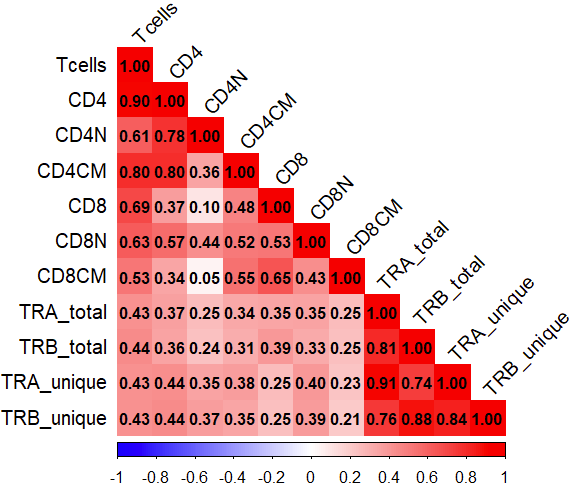 Tcells
CD4
CD4N
CD4CM
CD8
CD8N
CD8CM
TRA_total
TRB_total
TRA_unique
TRB_unique
Tcells 1.00
CD4 0.90 1.00
CD4N 0.61 0.78 1.00
CD4CM 0.80 0.80 0.36 1.00
CD8 0.69 0.37 0.10 0.48 1.00
CD8N 0.63 0.57 0.44 0.52 0.53 1.00
CD8CM 0.53 0.34 0.05 0.55 0.65 0.43 1.00
TRA_total 0.43 0.37 0.25 0.34 0.35 0.35 0.25 1.00
TRB_total 0.44 0.36 0.24 0.31 0.39 0.33 0.25 0.81 1.00
TRA_unique 0.43 0.44 0.35 0.38 0.25 0.40 0.23 0.91 0.74 1.00
TRB_unique 0.43 0.44 0.37 0.35 0.25 0.39 0.21 0.76 0.88 0.84 1.00
-1 -0.8 -0.6 -0.4 -0.2 0 0.2 0.4 0.6 0.8 1